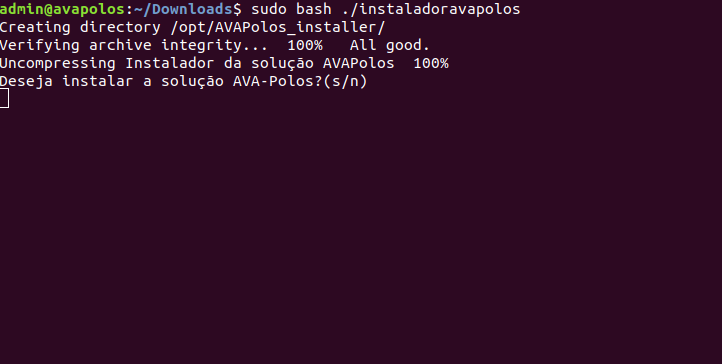 admin@avapolos:~/Downloads$ sudo bash ./instaladoravapolos
Creating directory /opt/AVAPolos_installer/
Verifying archive integrity...  100%   All good.
Uncompressing Instalador da solução AVAPolos  100%
Deseja instalar a solução AVA-Polos?(s/n)